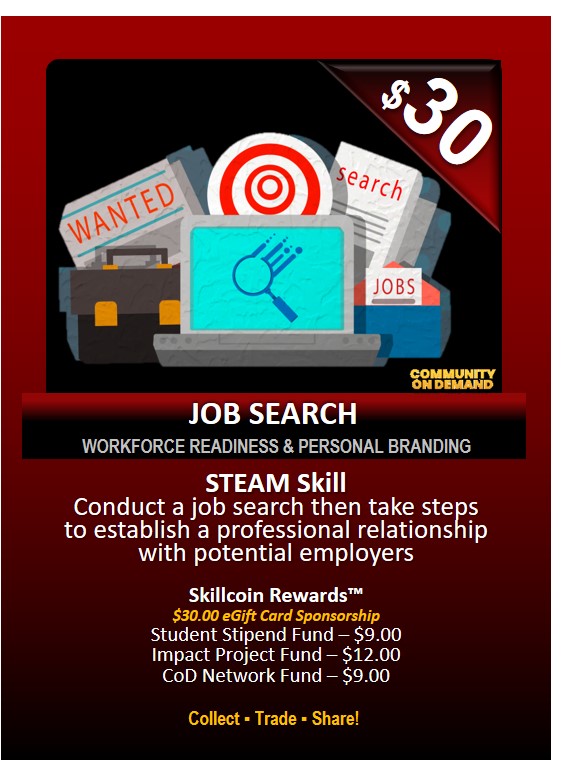 $30
WANTED
search
JOBS
COMMUNITY
ON DEMAND
JOB SEARCH
WORKFORCE READINESS & PERSONAL BRANDING
STEAM Skill
Conduct a job search then take steps
to establish a professional relationship
with potential employers
Skillcoin Rewards™
$30.00 eGift Card Sponsorship
Student Stipend Fund – $9.00
Impact Project Fund – $12.00
CoD Network Fund – $9.00
Collect ▪ Trade ▪ Share!